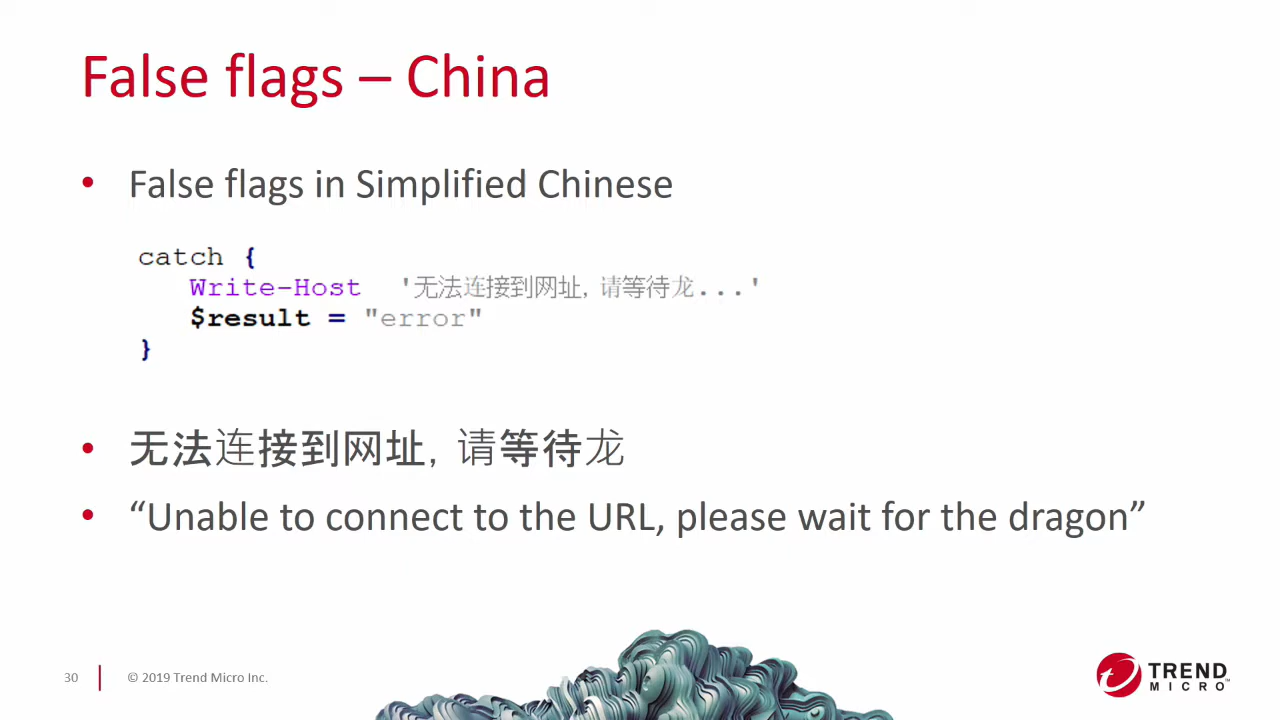 False flags – China
• False flags in Simplified Chinese
catch {
Write-Host '无法连接到网址, 请等待龙...'
$result = "error"
}
• 无法连接到网址, 请等待龙
• “Unable to connect to the URL, please wait for the dragon”
30 © 2019 Trend Micro Inc.
TREND
MICRO™